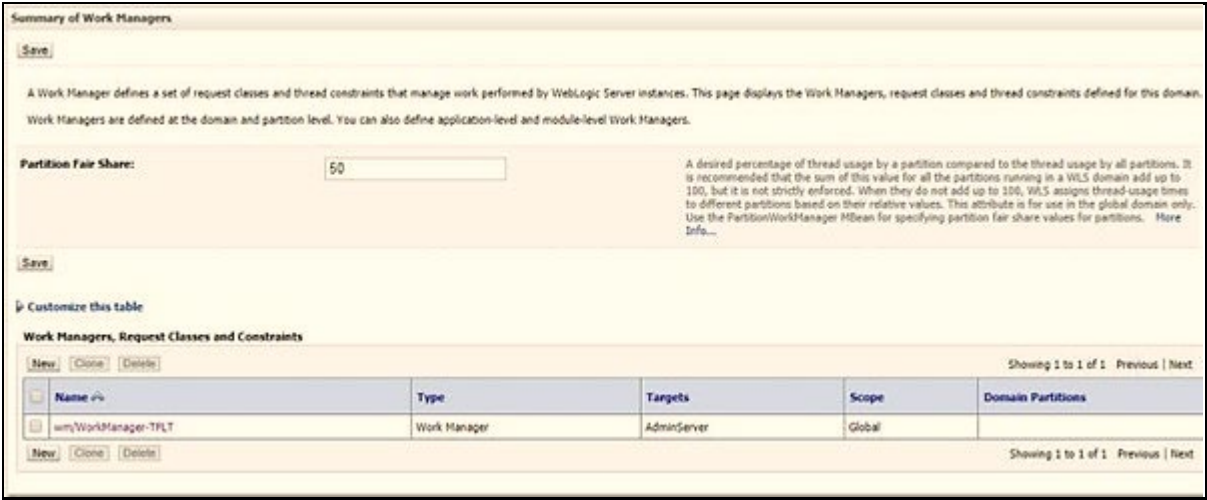 Summary of Work Managers
Save
A Work Manager defines a set of request classes and thread constraints that manage work performed by WebLogic Server instances. This page displays the Work Managers, request classes and thread constraints defined for this domain.
Work Managers are defined at the domain and partition level. You can also define application-level and module-level Work Managers.
Partition Fair Share:
50
A desired percentage of thread usage by a partition compared to the thread usage by all partitions. It
is recommended that the sum of this value for all the partitions running in a WLS domain add up to
100, but it is not strictly enforced. When they do not add up to 100, WLS assigns thread-usage times
to different partitions based on their relative values. This attribute is for use in the global domain only.
Use the PartitionWorkManager MBean for specifying partition fair share values for partitions. More
Info...
Save
Customize this table
Work Managers, Request Classes and Constraints
New Clone Delete Showing 1 to 1 of 1 Previous | Next
Name Type Targets Scope Domain Partitions
wm/WorkManager-TFLT Work Manager AdminServer Global
New Clone Delete Showing 1 to 1 of 1 Previous | Next